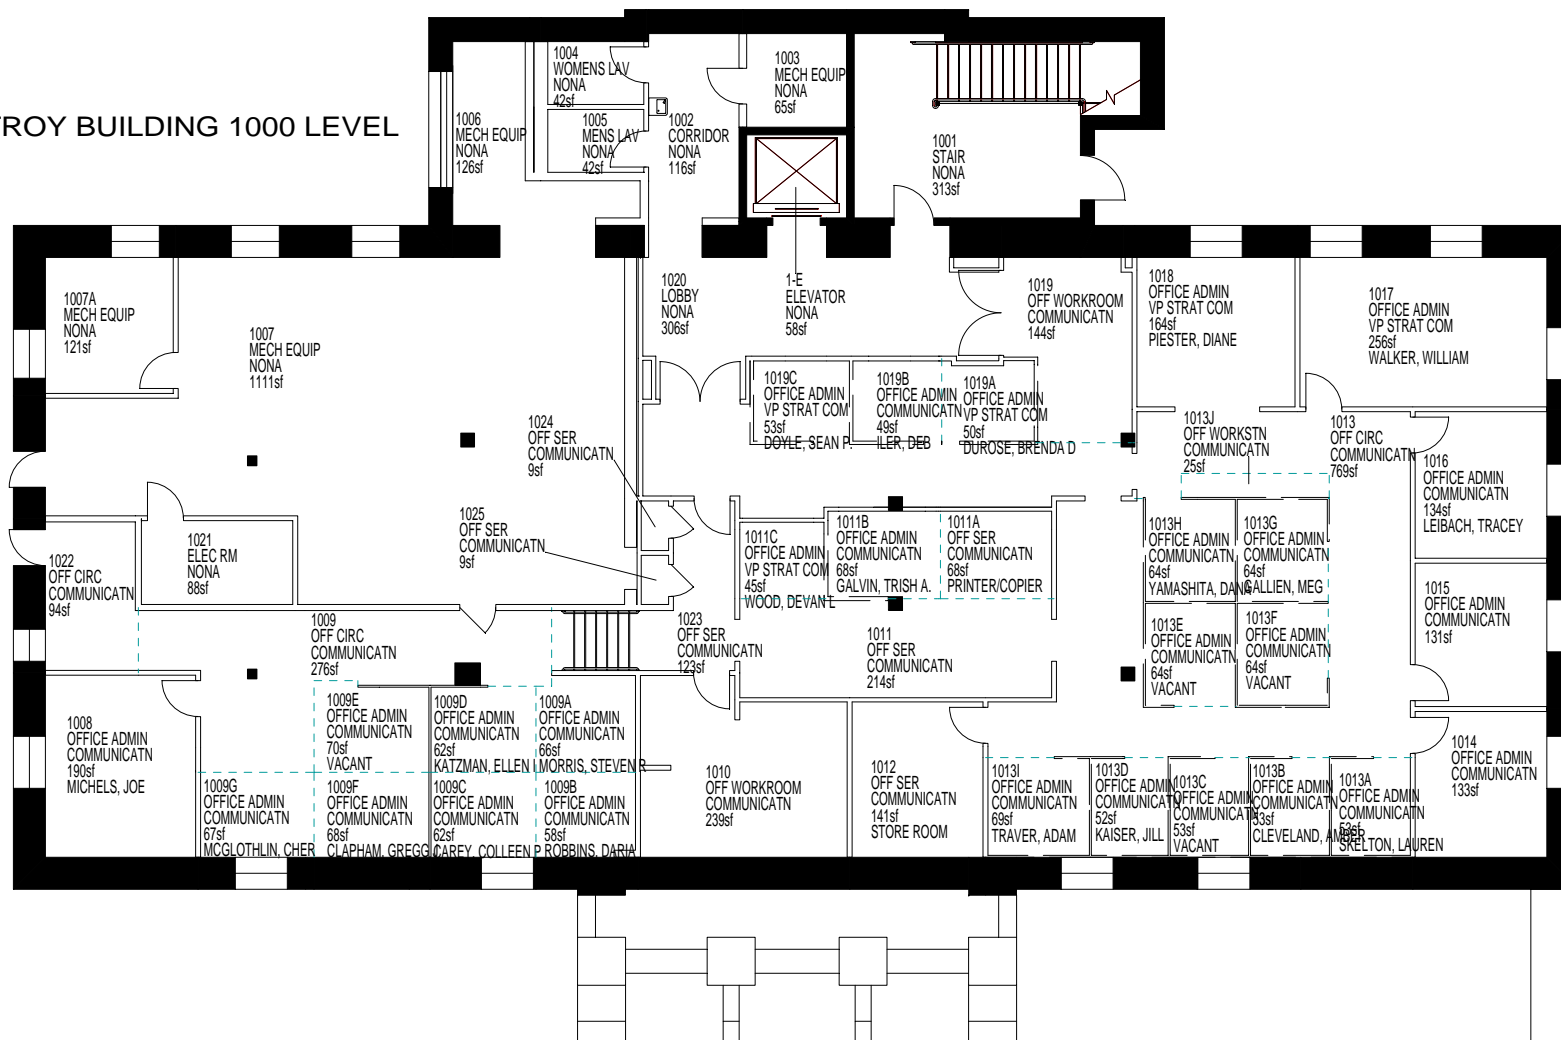 TROY BUILDING 1000 LEVEL
1004
WOMENS LAV
NONA
42sf
1003
MECH EQUIP
NONA
65sf
1006
MECH EQUIP
NONA
126sf
1005
MENS LAV
NONA
42sf
1002
CORRIDOR
NONA
116sf
1001
STAIR
NONA
313sf
1007A
MECH EQUIP
NONA
121sf
1007
MECH EQUIP
NONA
1111sf
1020
LOBBY
NONA
306sf
1-E
ELEVATOR
NONA
58sf
1019
OFF WORKROOM
COMMUNICATN
144sf
1018
OFFICE ADMIN
VP STRAT COM
164sf
PIESTER, DIANE
1017
OFFICE ADMIN
VP STRAT COM
256sf
WALKER, WILLIAM
1019C
OFFICE ADMIN
VP STRAT COM
53sf
DOYLE, SEAN P.
1019B
OFFICE ADMIN
COMMUNICATN
49sf
ILER, DEB
1019A
OFFICE ADMIN
VP STRAT COM
50sf
DUROSE, BRENDA D
1024
OFF SER
COMMUNICATN
9sf
1013J
OFF WORKSTN
COMMUNICATN
25sf
1013
OFF CIRC
COMMUNICATN
769sf
1016
OFFICE ADMIN
COMMUNICATN
134sf
LEIBACH, TRACEY
1025
OFF SER
COMMUNICATN
9sf
1021
ELEC RM
NONA
88sf
1022
OFF CIRC
COMMUNICATN
94sf
1011C
OFFICE ADMIN
VP STRAT COM
45sf
WOOD, DEVAN L
1011B
OFFICE ADMIN
COMMUNICATN
68sf
GALVIN, TRISH A.
1011A
OFF SER
COMMUNICATN
68sf
PRINTER/COPIER
1013H
OFFICE ADMIN
COMMUNICATN
64sf
YAMASHITA, DANA
1013G
OFFICE ADMIN
COMMUNICATN
64sf
GALLIEN, MEG
1015
OFFICE ADMIN
COMMUNICATN
131sf
1009
OFF CIRC
COMMUNICATN
276sf
1023
OFF SER
COMMUNICATN
123sf
1011
OFF SER
COMMUNICATN
214sf
1013E
OFFICE ADMIN
COMMUNICATN
64sf
VACANT
1013F
OFFICE ADMIN
COMMUNICATN
64sf
VACANT
1008
OFFICE ADMIN
COMMUNICATN
190sf
MICHELS, JOE
1009E
OFFICE ADMIN
COMMUNICATN
70sf
VACANT
1009D
OFFICE ADMIN
COMMUNICATN
62sf
KATZMAN, ELLEN
1009A
OFFICE ADMIN
COMMUNICATN
66sf
MORRIS, STEVEN R
1009G
OFFICE ADMIN
COMMUNICATN
67sf
MCGLOTHLIN, CHER
1009F
OFFICE ADMIN
COMMUNICATN
68sf
CLAPHAM, GREGG
1009C
OFFICE ADMIN
COMMUNICATN
62sf
CAREY, COLLEEN P
1009B
OFFICE ADMIN
COMMUNICATN
58sf
ROBBINS, DARIA
1010
OFF WORKROOM
COMMUNICATN
239sf
1012
OFF SER
COMMUNICATN
141sf
STORE ROOM
1013I
OFFICE ADMIN
COMMUNICATN
69sf
TRAVER, ADAM
1013D
OFFICE ADMIN
COMMUNICATN
52sf
KAISER, JILL
1013C
OFFICE ADMIN
COMMUNICATN
53sf
VACANT
1013B
OFFICE ADMIN
COMMUNICATN
53sf
CLEVELAND, AMBER
1013A
OFFICE ADMIN
COMMUNICATN
53sf
SKELTON, LAUREN
1014
OFFICE ADMIN
COMMUNICATN
133sf